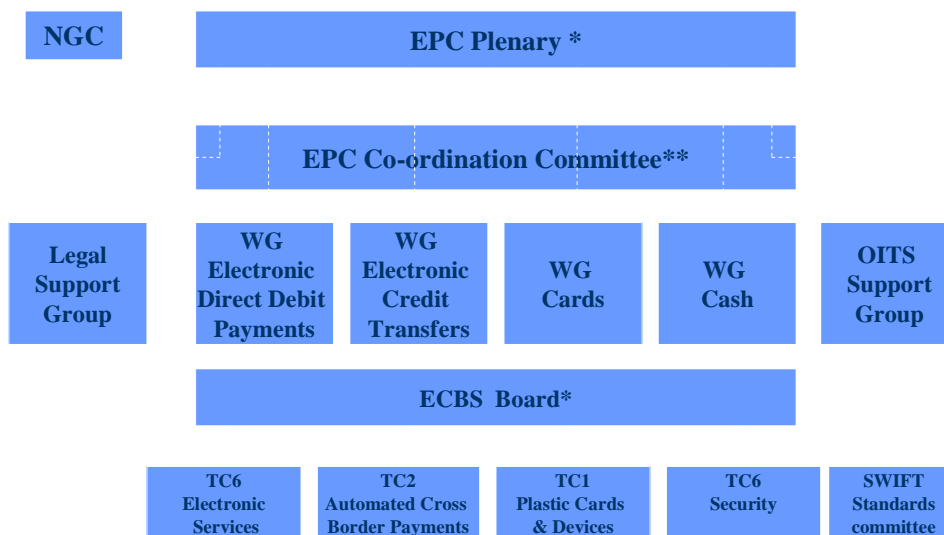 NGC
EPC Plenary *
EPC Co-ordination Committee**
Legal
Support
Group
WG
Electronic
Direct Debit
Payments
WG
Electronic
Credit
Transfers
WG
Cards
WG
Cash
OITS
Support
Group
ECBS Board*
TC6
Electronic
Services
TC2
Automated Cross
Border Payments
TC1
Plastic Cards
& Devices
TC6
Security
SWIFT
Standards
committee